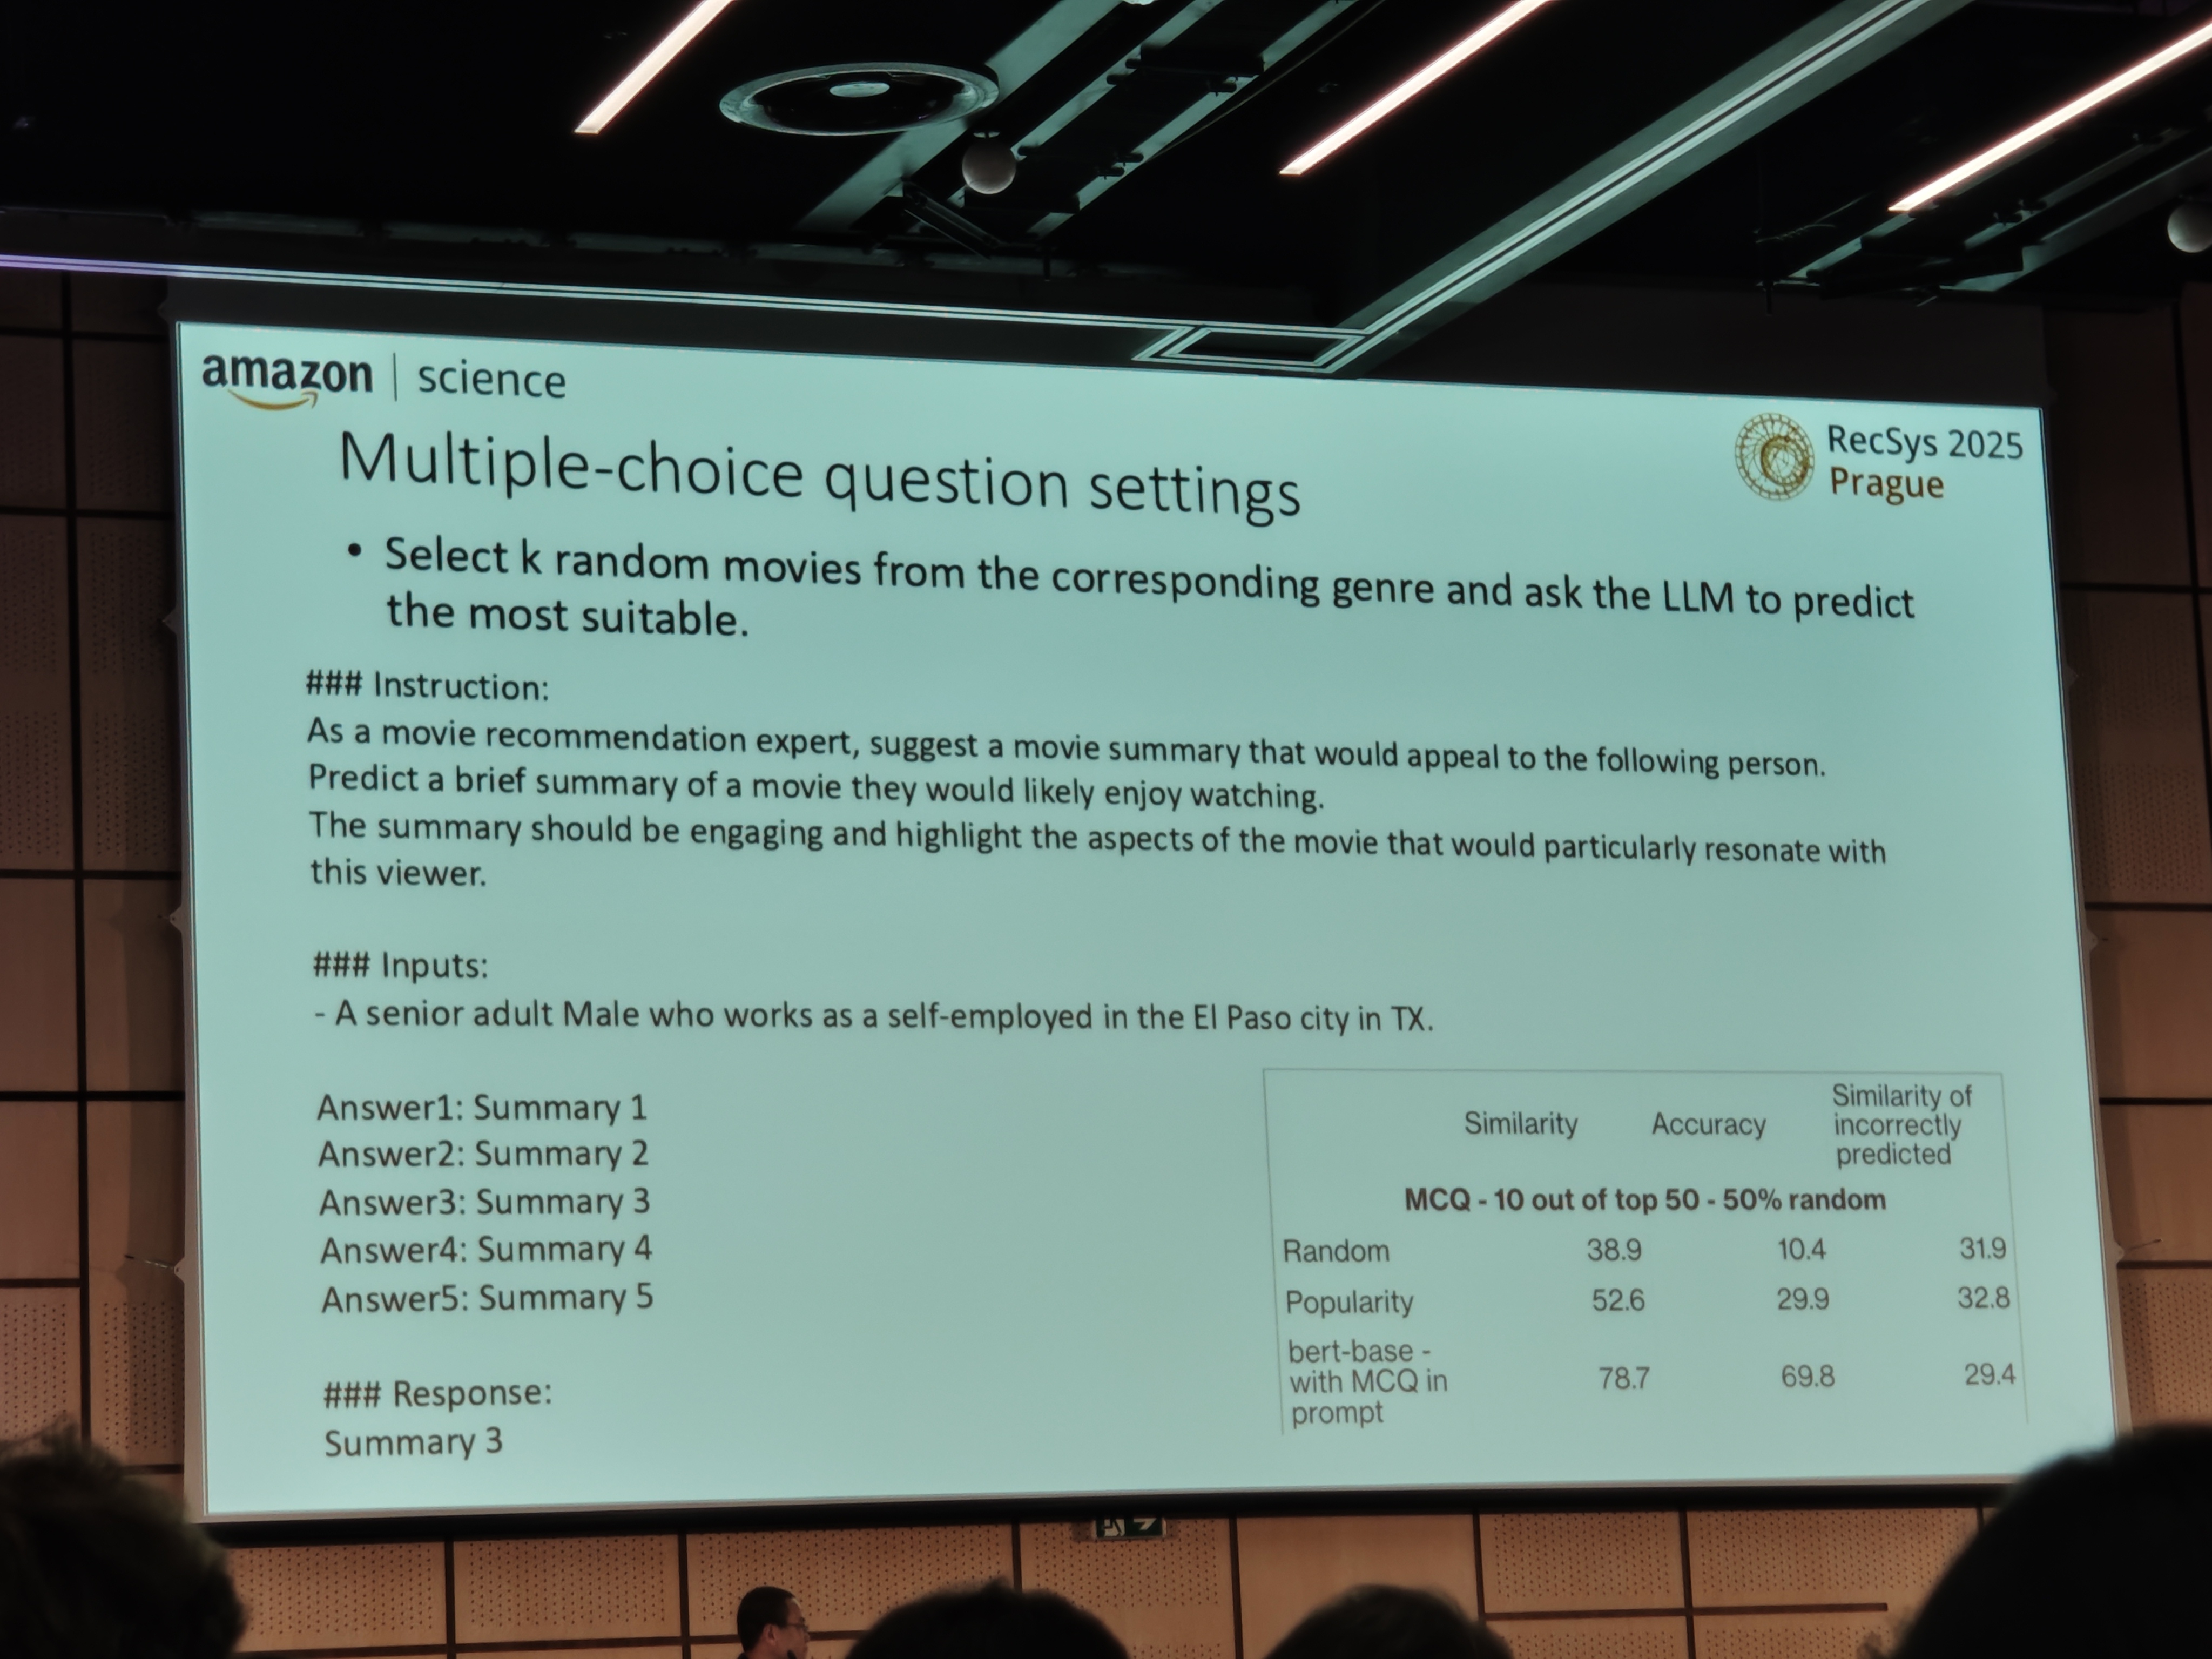 amazon | science
RecSys 2025
Prague
Multiple-choice question settings
• Select k random movies from the corresponding genre and ask the LLM to predict
the most suitable.
### Instruction:
As a movie recommendation expert, suggest a movie summary that would appeal to the following person.
Predict a brief summary of a movie they would likely enjoy watching.
The summary should be engaging and highlight the aspects of the movie that would particularly resonate with
this viewer.
### Inputs:
- A senior adult Male who works as a self-employed in the El Paso city in TX.
Answer1: Summary 1
Answer2: Summary 2
Answer3: Summary 3
Answer4: Summary 4
Answer5: Summary 5
### Response:
Summary 3
Similarity Accuracy Similarity of
incorrectly
predicted
MCQ - 10 out of top 50 - 50% random
Random 38.9 10.4 31.9
Popularity 52.6 29.9 32.8
bert-base -
with MCQ in 78.7 69.8 29.4
prompt